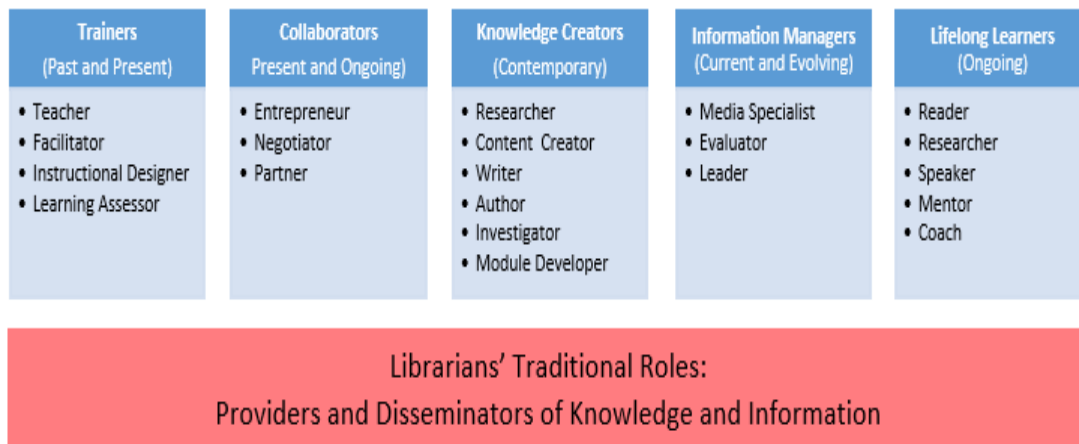 Trainers
(Past and Present)
• Teacher
• Facilitator
• Instructional Designer
• Learning Assessor
Collaborators
Present and Ongoing)
• Entrepreneur
• Negotiator
• Partner
Knowledge Creators
(Contemporary)
• Researcher
• Content Creator
• Writer
• Author
• Investigator
• Module Developer
Information Managers
(Current and Evolving)
• Media Specialist
• Evaluator
• Leader
Lifelong Learners
(Ongoing)
• Reader
• Researcher
• Speaker
• Mentor
• Coach
Librarians’ Traditional Roles:
Providers and Disseminators of Knowledge and Information